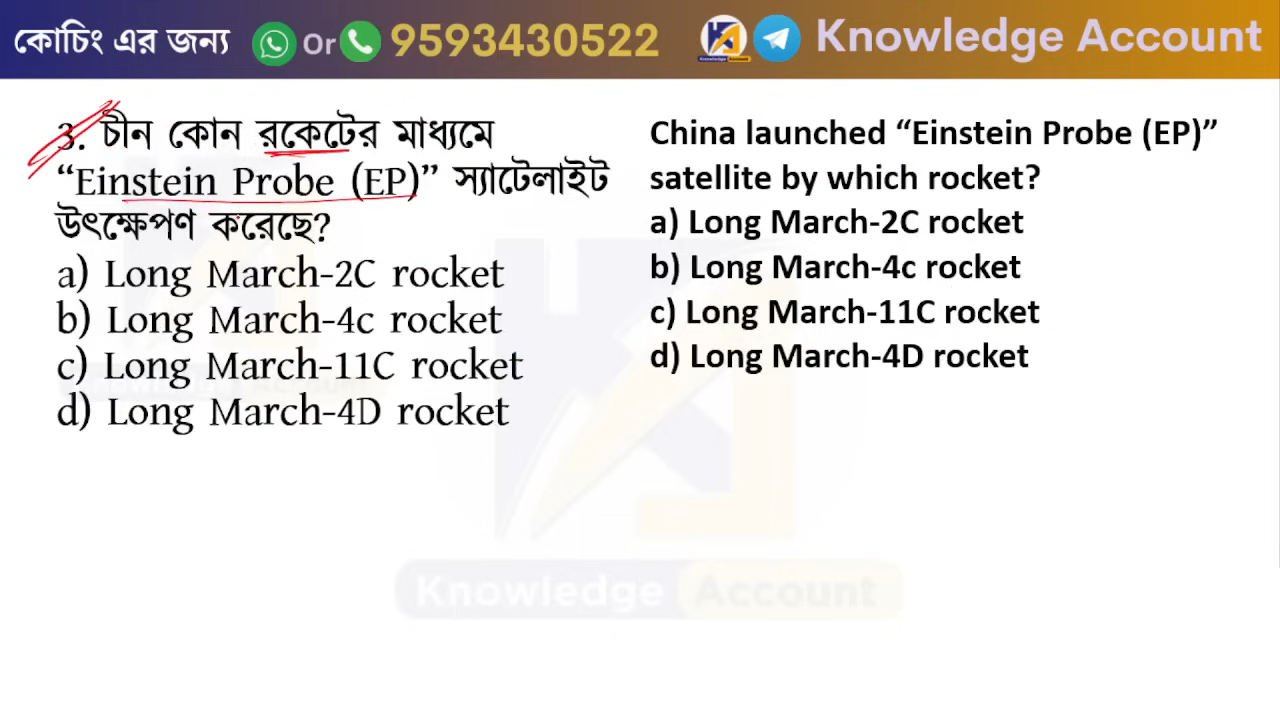 কোচিং এর জন্য Or 9593430522 Knowledge Account
3. চীন কোন রকেটের মাধ্যমে
“Einstein Probe (EP)” স্যাটেলাইট
উৎক্ষেপণ করেছে?
a) Long March-2C rocket
b) Long March-4c rocket
c) Long March-11C rocket
d) Long March-4D rocket
China launched “Einstein Probe (EP)”
satellite by which rocket?
a) Long March-2C rocket
b) Long March-4c rocket
c) Long March-11C rocket
d) Long March-4D rocket
Knowledge Account